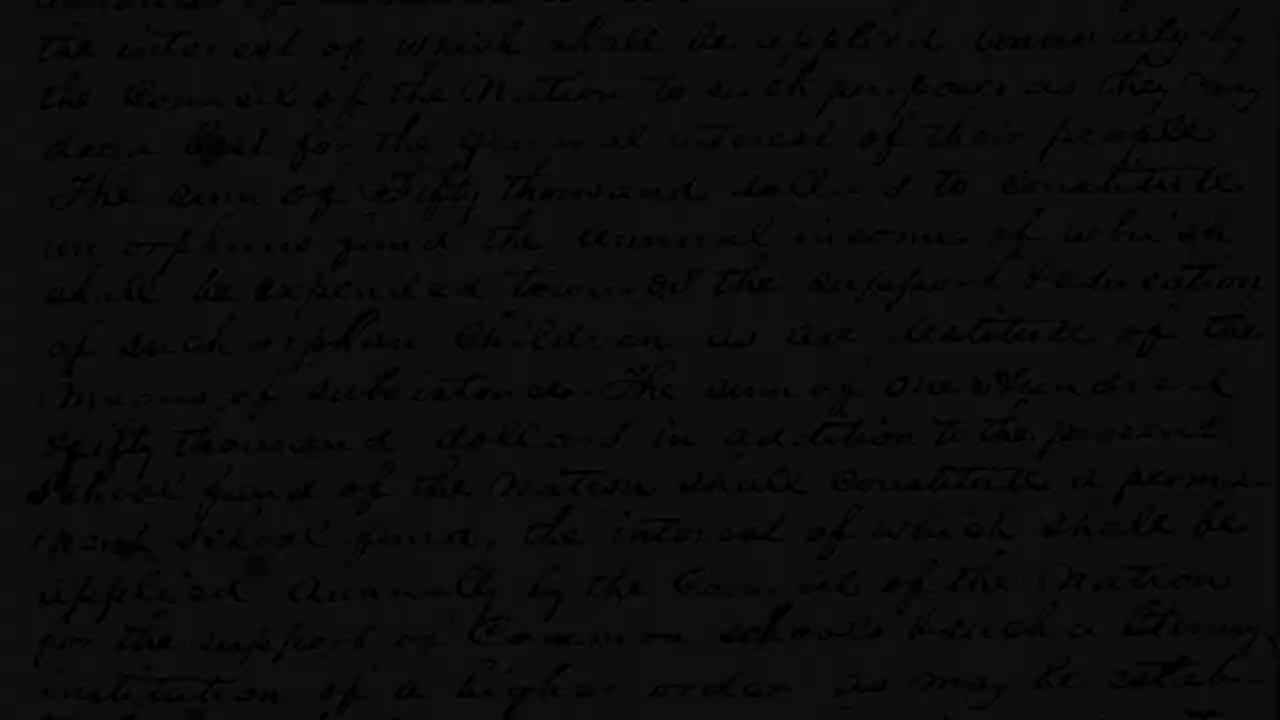 the interest of which shall be applied annually by
the Council of the Nation to such purposes as they may
deem best for the general interest of their people
The sum of Fifty thousand dollars to constitute
an orphans fund the annual income of which
shall be expended towards the support & education
of such orphan Children as are destitute of the
means of subsistence. The sum of one Hundred
& fifty thousand dollars in addition to the present
School fund of the Nation shall constitute a perma-
nent school fund, the interest of which shall be
applied Annually by the Council of the Nation
for the support of Common schools & such a literary
institution of a higher order as may be estab-